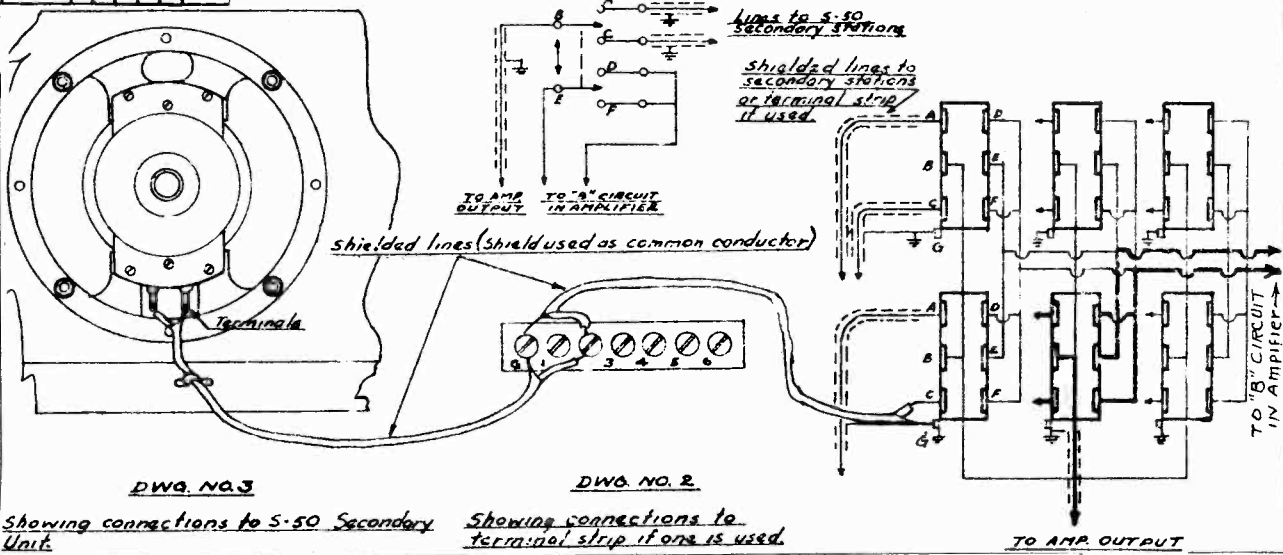 C
Lines to S-50
secondary stations
B
C
D
E
F
Shielded lines to
secondary stations
or terminal strip
if used.
TO AMP
OUTPUT
TO "B" CIRCUIT
IN AMPLIFIER
Shielded lines (Shield used as common conductor)
Terminals
A
D
B
E
C
F
G
A
D
B
E
C
F
G
0
1
3
4
5
6
TO "B" CIRCUIT
IN Amplifier
DWG. NO. 3
DWG. NO. 2
Showing connections to S-50 Secondary
Unit.
Showing connections to
terminal strip if one is used.
TO AMP. OUTPUT